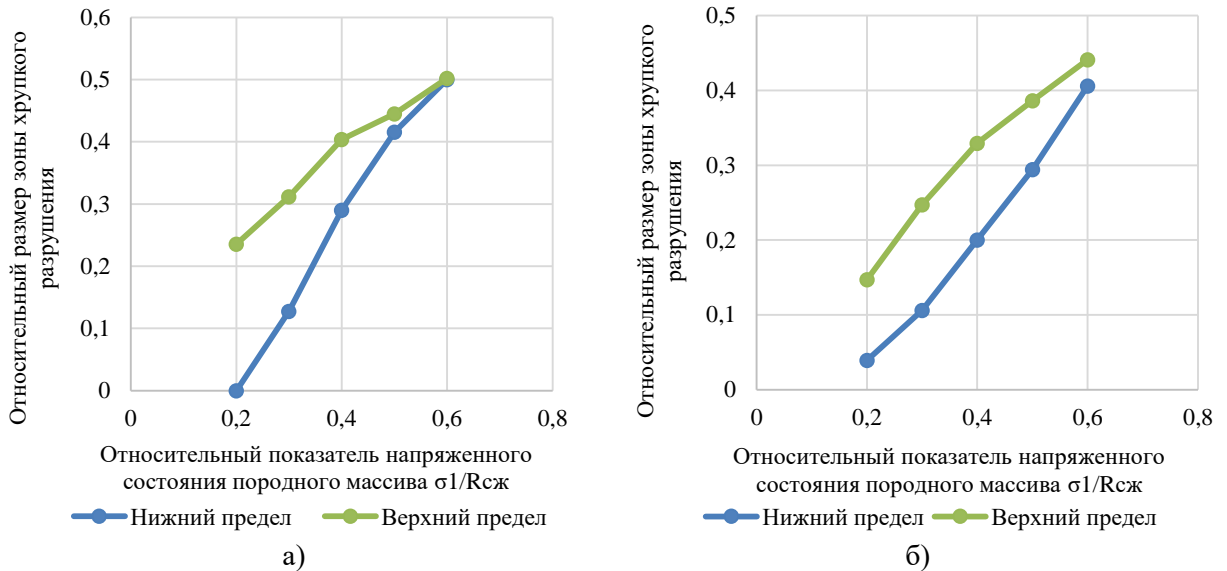 Относительный размер зоны хрупкого
разрушения
0,6
0,5
0,4
0,3
0,2
0,1
0
0
0,2
0,4
0,6
0,8
Относительный показатель напряженного
состояния породного массива σ1/Rсж
Нижний предел
Верхний предел
а)
Относительный размер зоны хрупкого
разрушения
0,5
0,4
0,3
0,2
0,1
0
0
0,2
0,4
0,6
0,8
Относительный показатель напряженного
состояния породного массива σ1/Rсж
Нижний предел
Верхний предел
б)